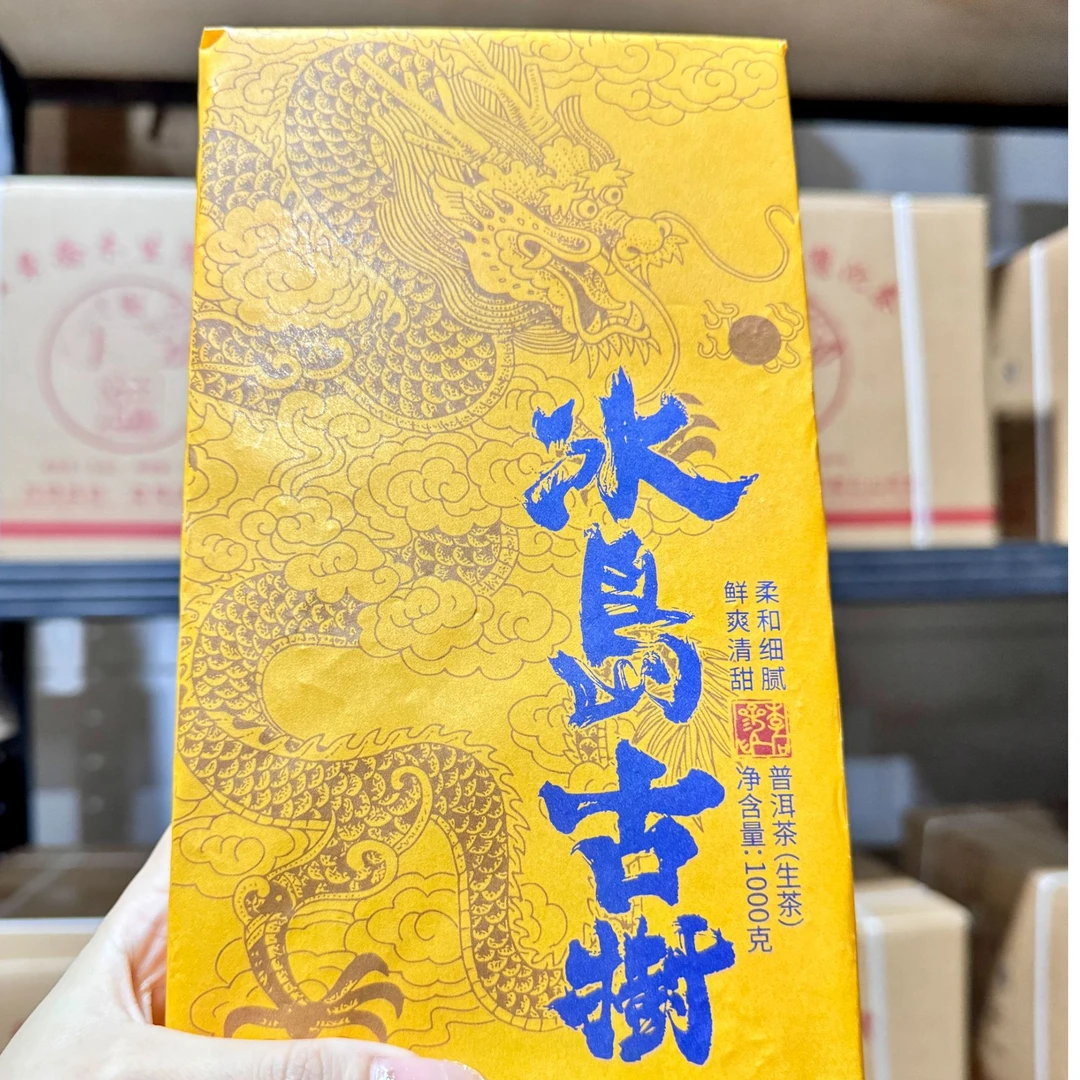 冰島古樹
柔和细腻
鲜爽清甜
普洱茶(生茶)
净含量:1000克